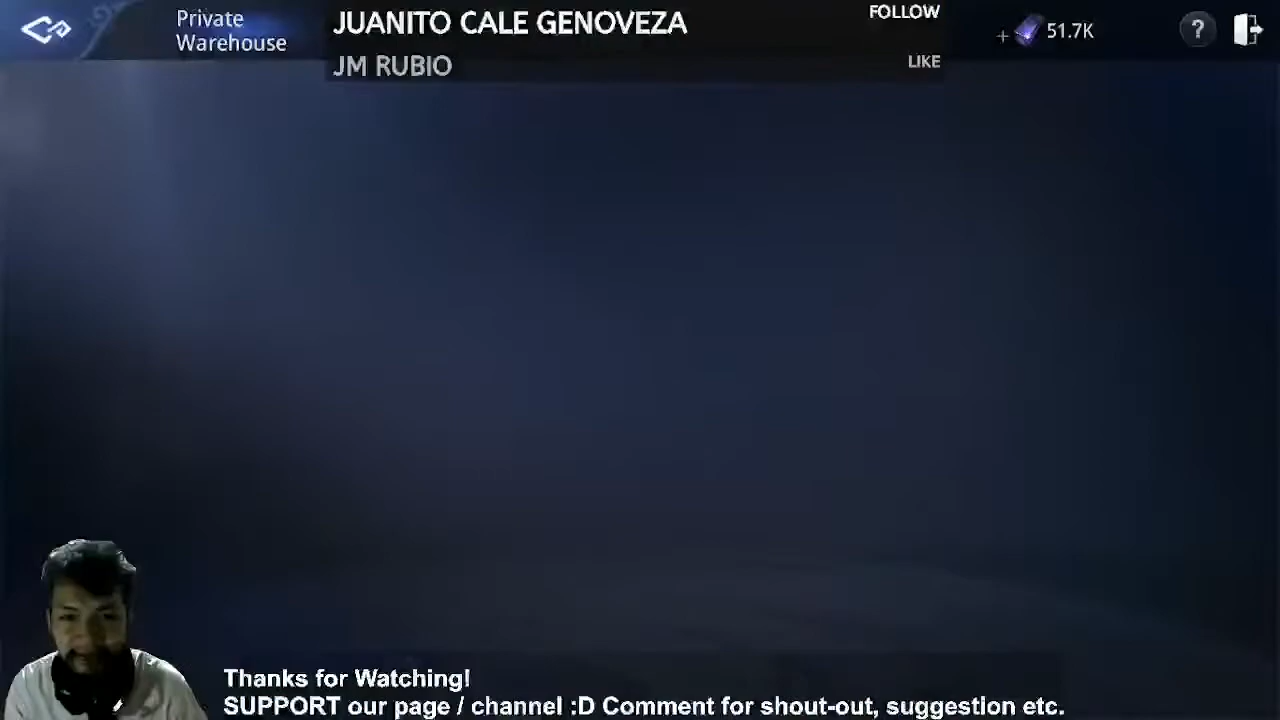 Private
Warehouse
JUANITO CALE GENOVEZA
FOLLOW
JM RUBIO
LIKE
+ 51.7K
?
Thanks for Watching!
SUPPORT our page / channel :D Comment for shout-out, suggestion etc.